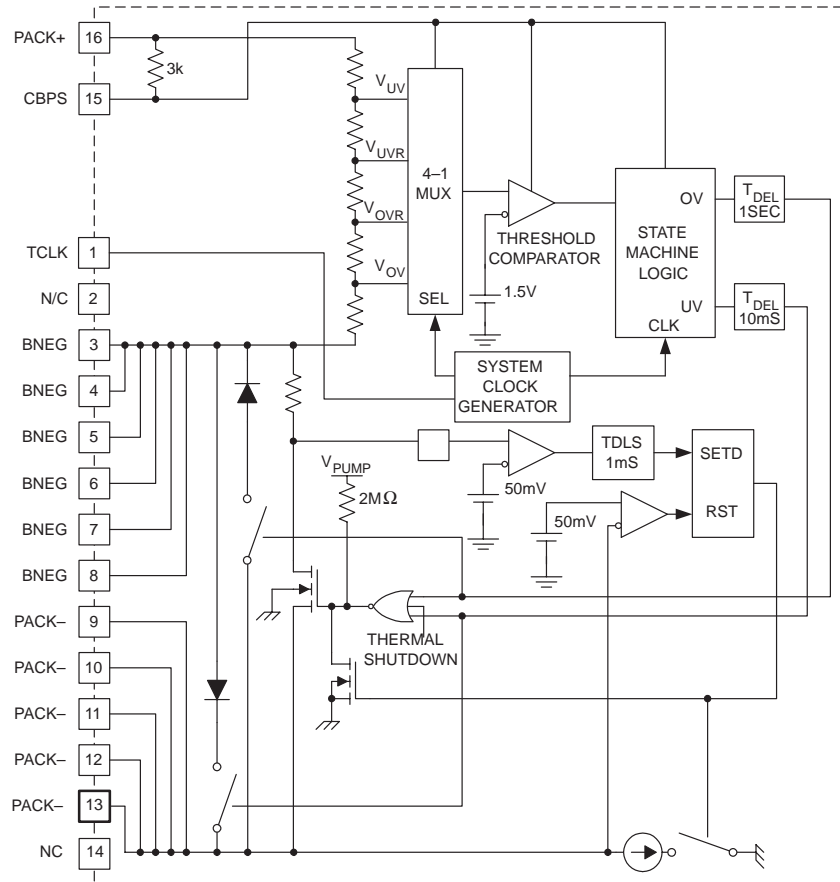 PACK+ 16
3k
CBPS 15
V_UV
V_UVR
V_OVR
V_OV
4–1
MUX
SEL
THRESHOLD
COMPARATOR
1.5V
OV
STATE
MACHINE
LOGIC
UV
CLK
T_DEL
1SEC
T_DEL
10mS
TCLK 1
N/C 2
BNEG 3
BNEG 4
BNEG 5
BNEG 6
BNEG 7
BNEG 8
PACK– 9
PACK– 10
PACK– 11
PACK– 12
PACK– 13
NC 14
SYSTEM
CLOCK
GENERATOR
V_PUMP
2MΩ
50mV
TDLS
1mS
SETD
RST
50mV
THERMAL
SHUTDOWN